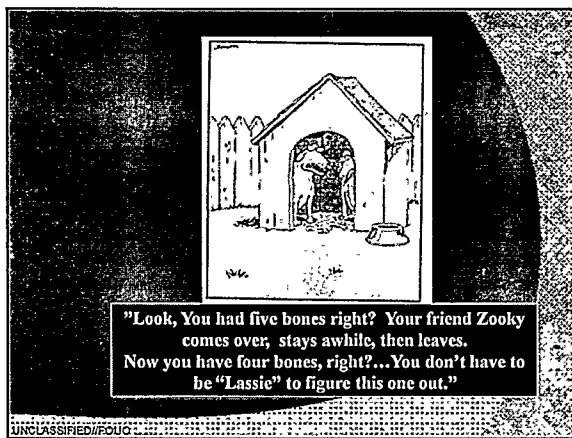 "Look, You had five bones right? Your friend Zooky
comes over, stays awhile, then leaves.
Now you have four bones, right?...You don't have to
be "Lassie" to figure this one out."
UNCLASSIFIED//FOUO